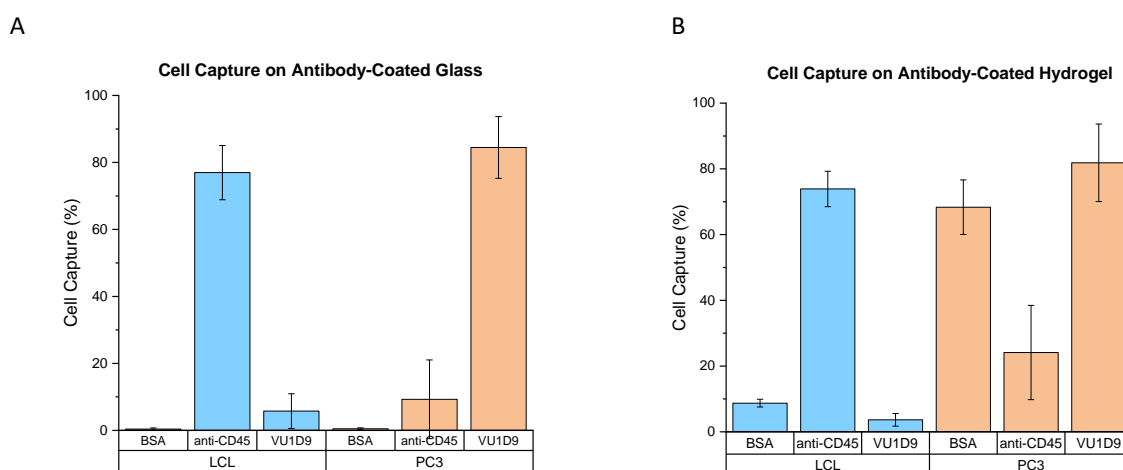 A
Cell Capture on Antibody-Coated Glass
100
80
60
40
20
0
Cell Capture (%)
BSA anti-CD45 VU1D9 BSA anti-CD45 VU1D9
LCL PC3
B
Cell Capture on Antibody-Coated Hydrogel
100
80
60
40
20
0
Cell Capture (%)
BSA anti-CD45 VU1D9 BSA anti-CD45 VU1D9
LCL PC3